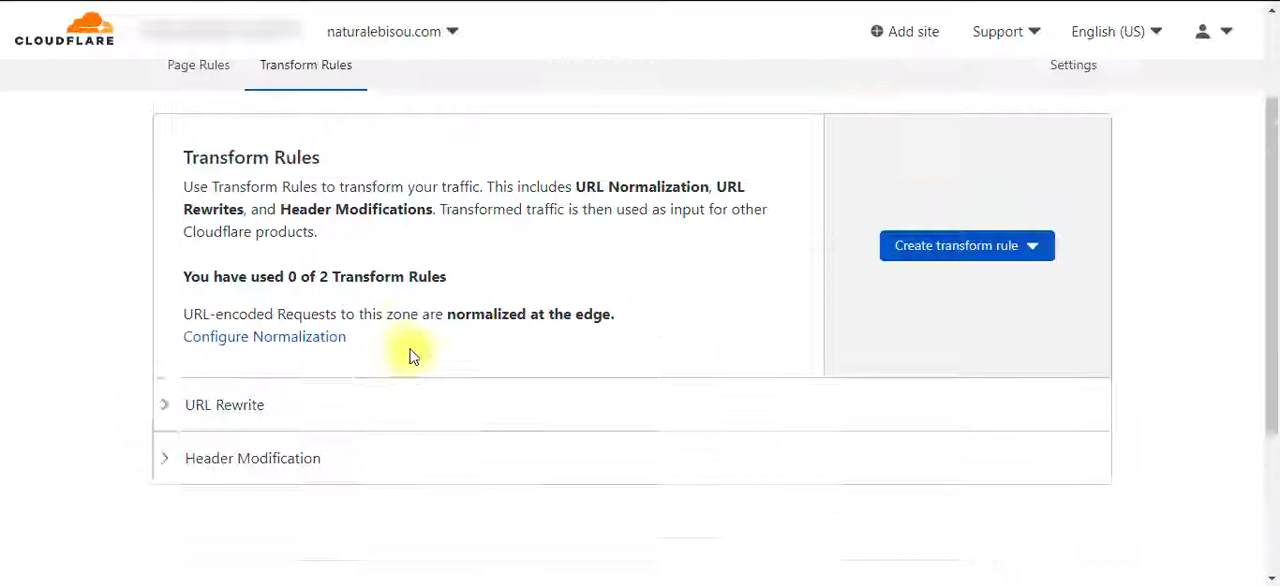 CLOUDFLARE
naturalebisou.com
Add site
Support
English (US)
Page Rules
Transform Rules
Settings
Transform Rules
Use Transform Rules to transform your traffic. This includes URL Normalization, URL
Rewrites, and Header Modifications. Transformed traffic is then used as input for other
Cloudflare products.
Create transform rule
You have used 0 of 2 Transform Rules
URL-encoded Requests to this zone are normalized at the edge.
Configure Normalization
URL Rewrite
Header Modification